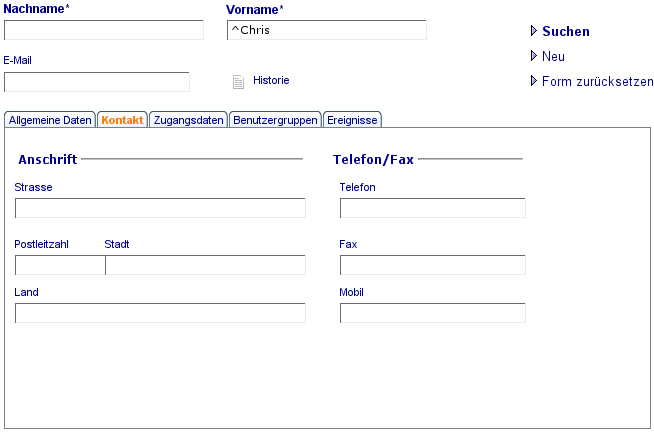 Nachname*
Vorname*
^Chris
Suchen
E-Mail
Neu
Historie
Form zurücksetzen
Allgemeine Daten
Kontakt
Zugangsdaten
Benutzergruppen
Ereignisse
Anschrift
Telefon/Fax
Strasse
Telefon
Postleitzahl
Stadt
Fax
Land
Mobil